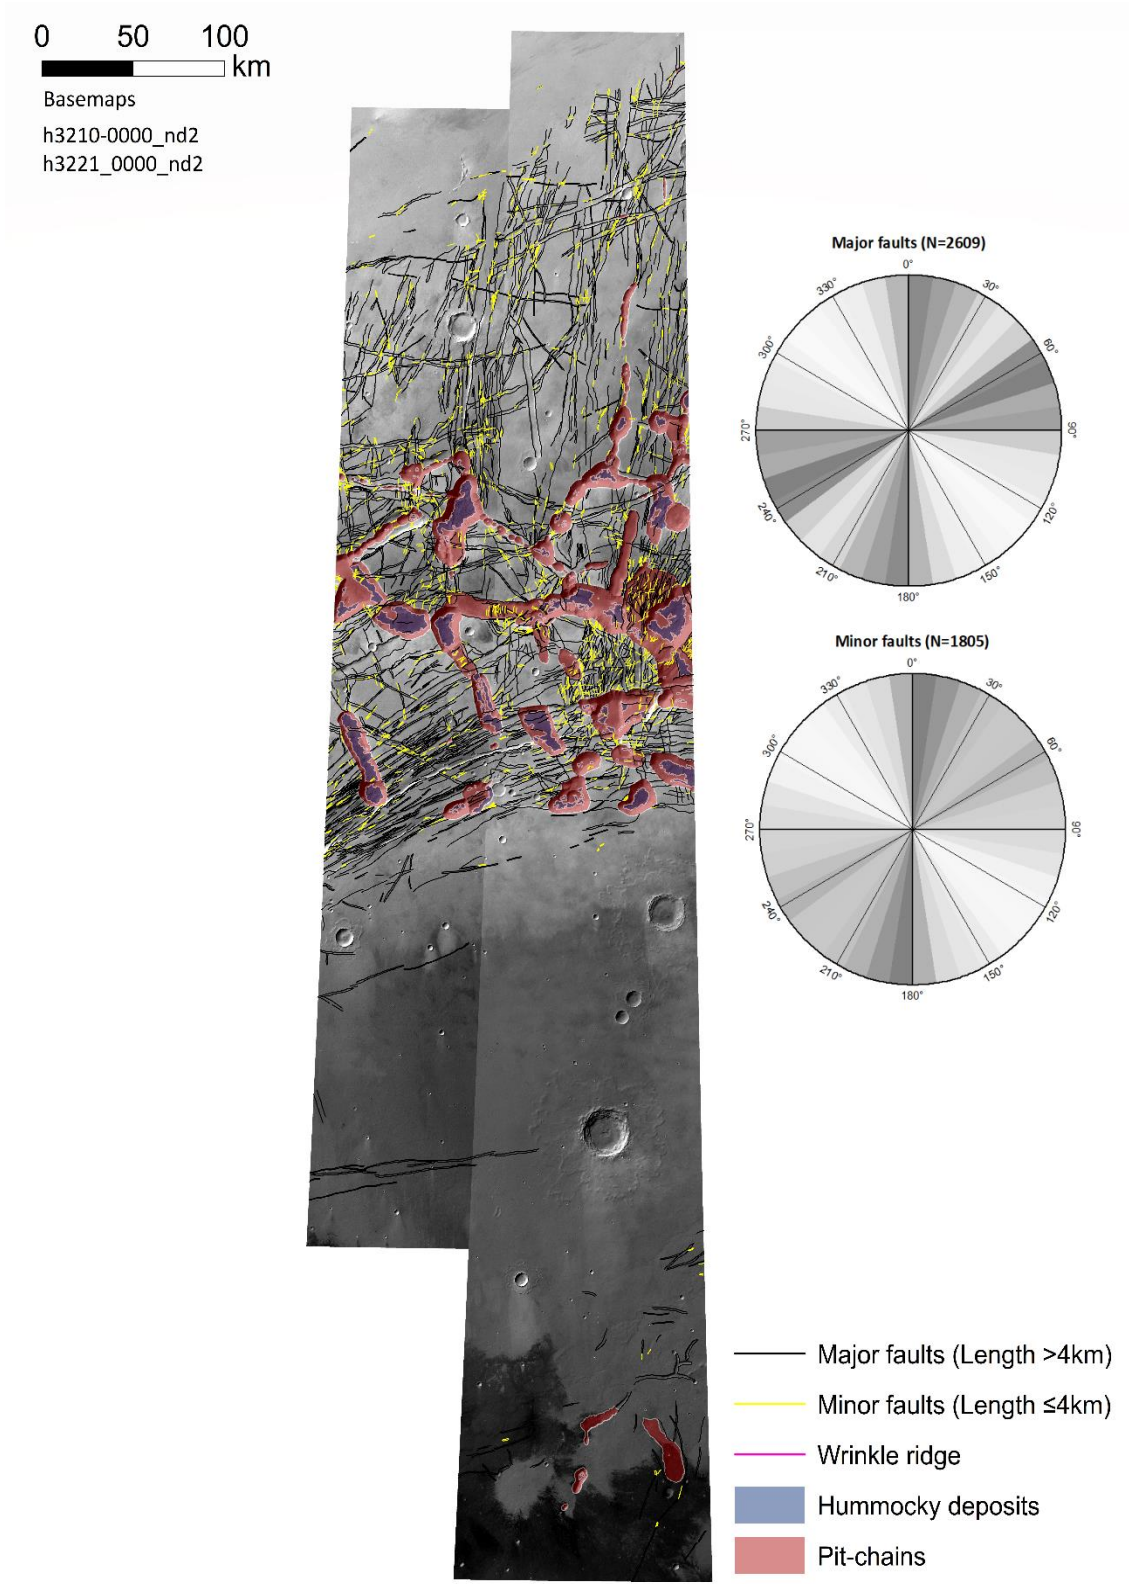 0 50 100
km
Basemaps
h3210-0000_nd2
h3221_0000_nd2
Major faults (N=2609)
0°
30°
60°
90°
120°
150°
180°
210°
240°
270°
300°
330°
Minor faults (N=1805)
0°
30°
60°
90°
120°
150°
180°
210°
240°
270°
300°
330°
Major faults (Length >4km)
Minor faults (Length ≤4km)
Wrinkle ridge
Hummocky deposits
Pit-chains